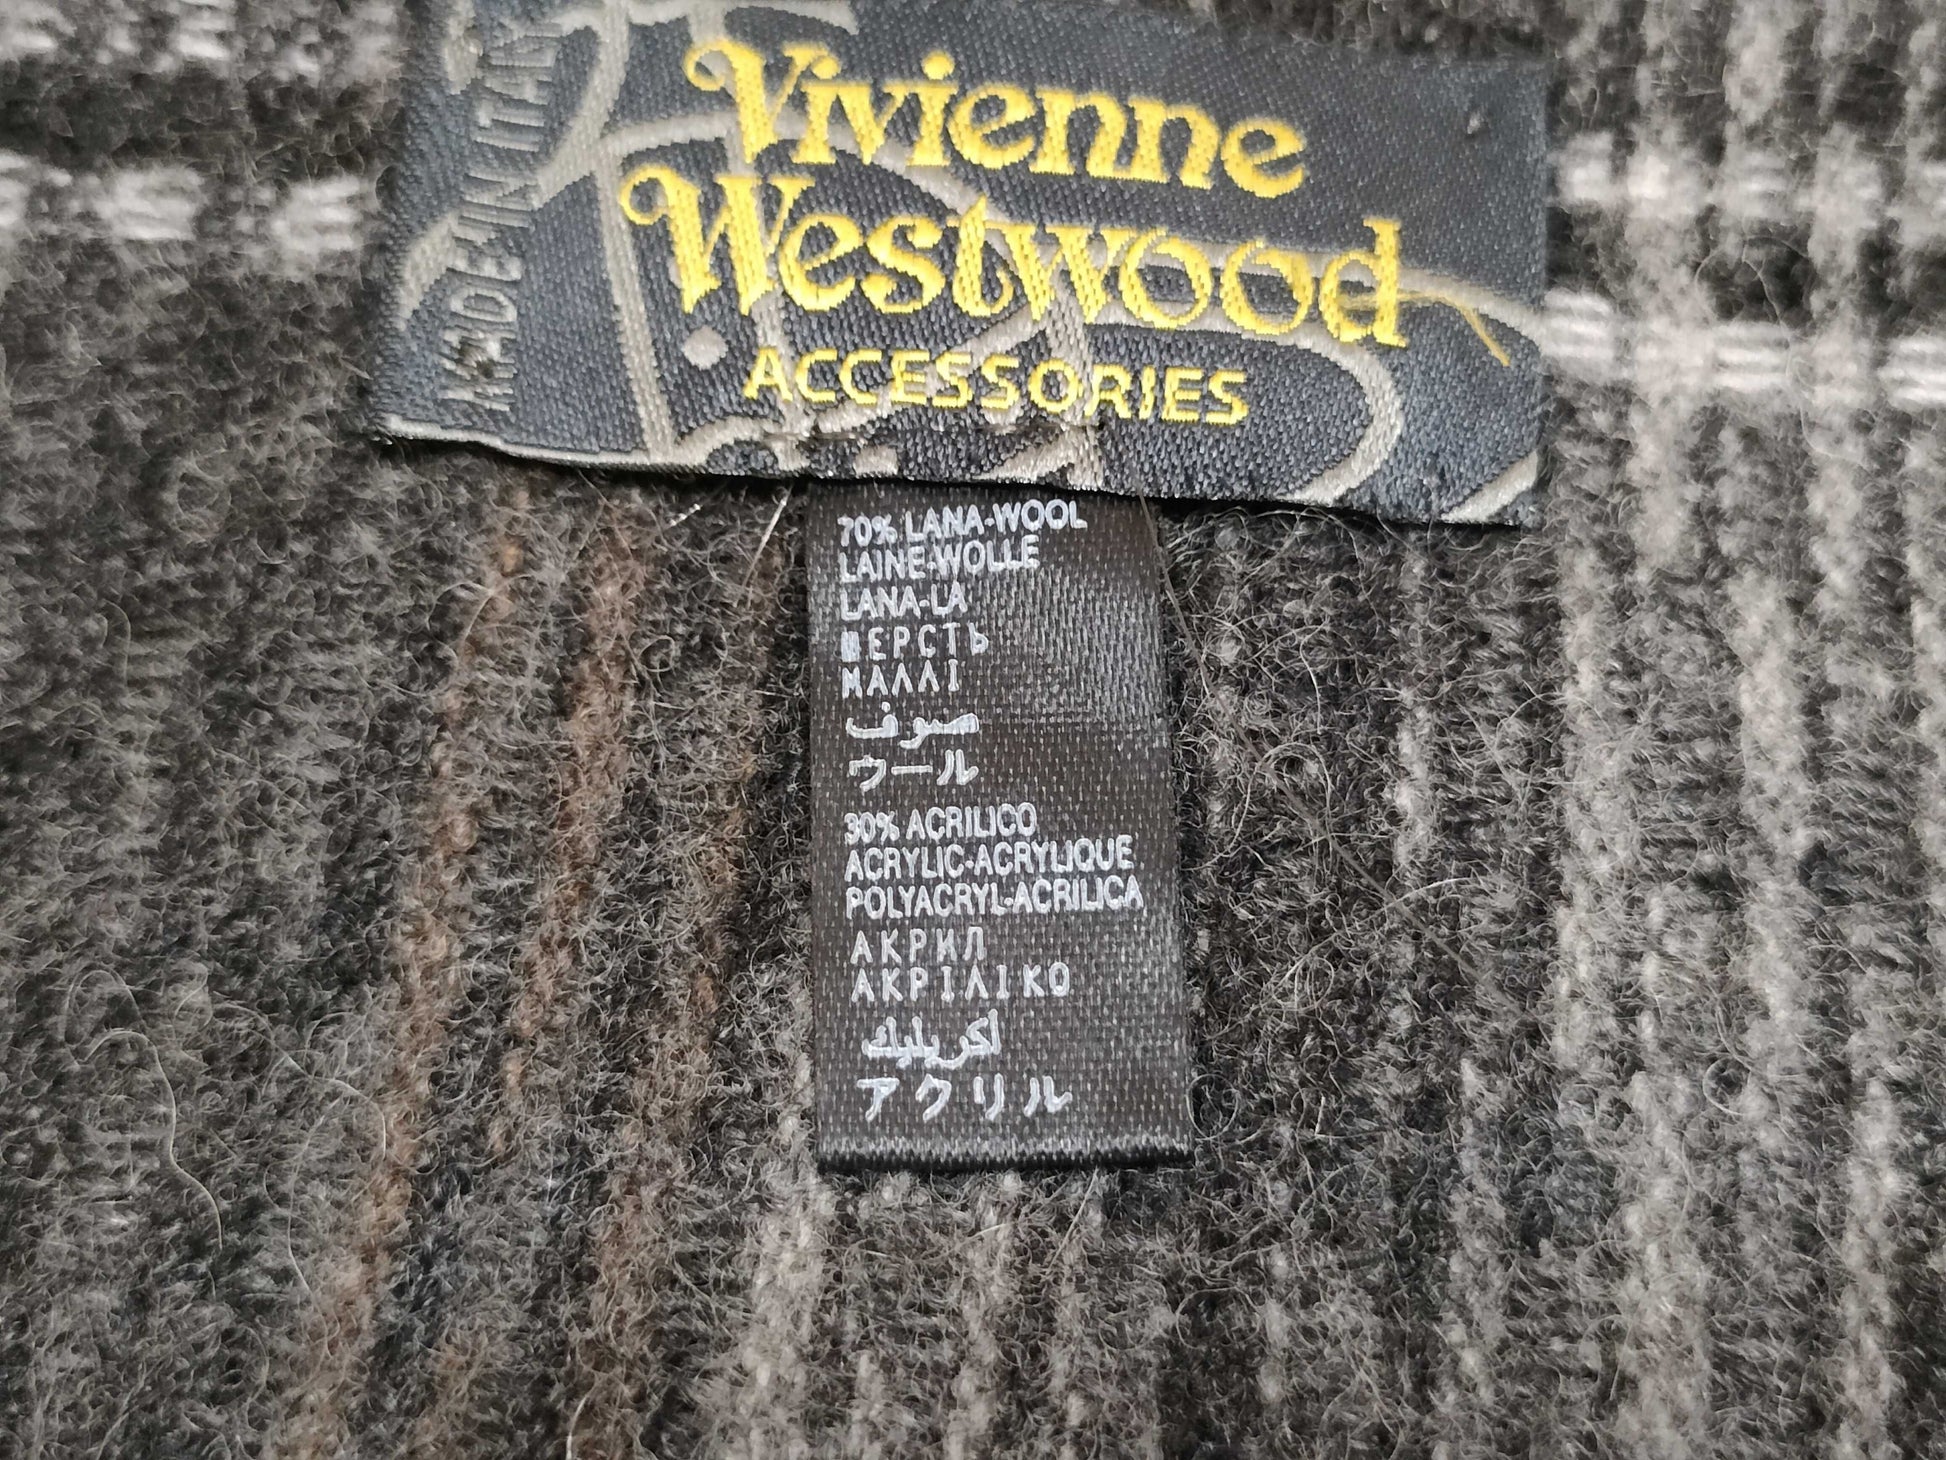 Vivienne
Westwood
ACCESSORIES
MADE IN ITALY
70% LANA-WOOL
LAINE-WOLLE
LANA-LA
ШЕРСТЬ
ΜΑΛΛΙ
صوف
ウール
30% ACRILICO
ACRYLIC-ACRYLIQUE
POLYACRYL-ACRILICA
АКРИЛ
ΑΚΡΙΛΙΚΟ
اكريليك
アクリル